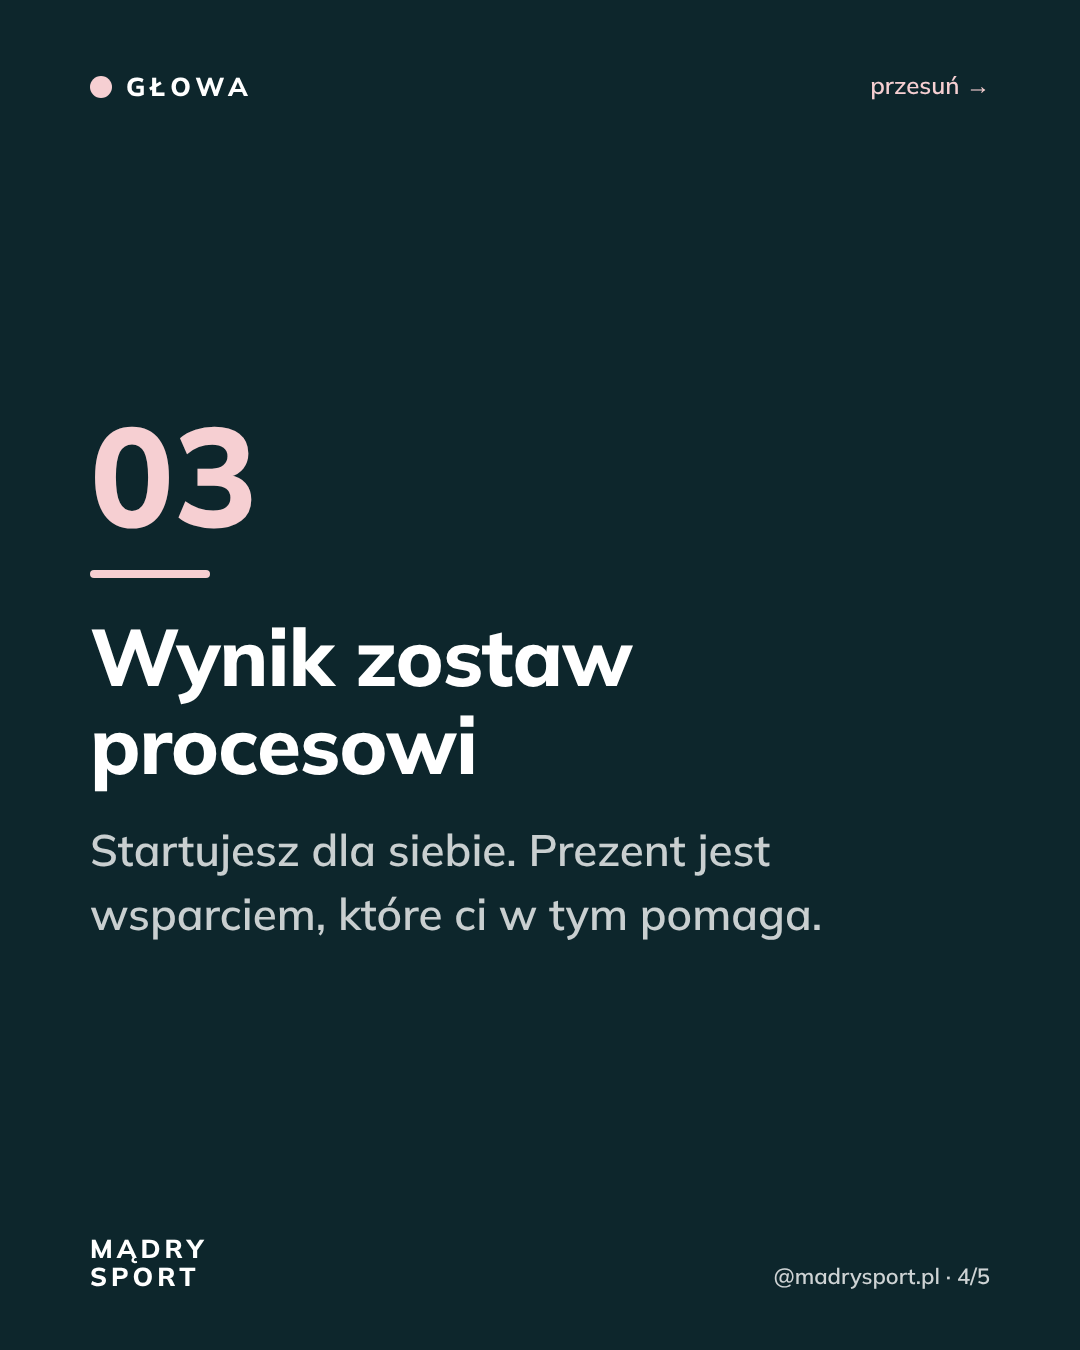 GŁOWA
przesuń →
03
Wynik zostaw
procesowi
Startujesz dla siebie. Prezent jest
wsparciem, które ci w tym pomaga.
MĄDRY
SPORT
@madrysport.pl · 4/5